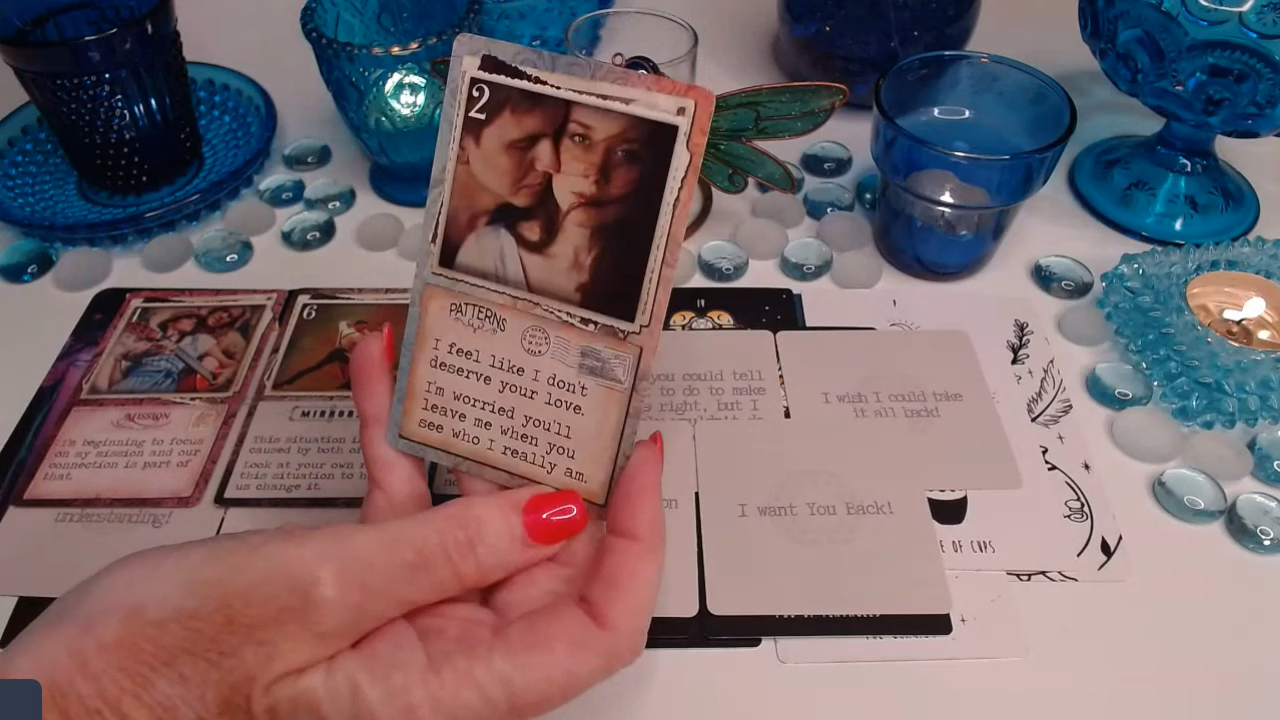 2
PATTERNS
I feel like I don't
deserve your love.
I'm worried you'll
leave me when you
see who I really am.
1
MISSION
I'm beginning to focus
on my mission and our
connection is part of
that.
understanding!
6
This situation i
caused by both of
Look at your own
this situation to h
us change it.
you could tell
to do to make
right, but I
I wish I could take
it all back!
on
I want You Back!
E OF CUPS